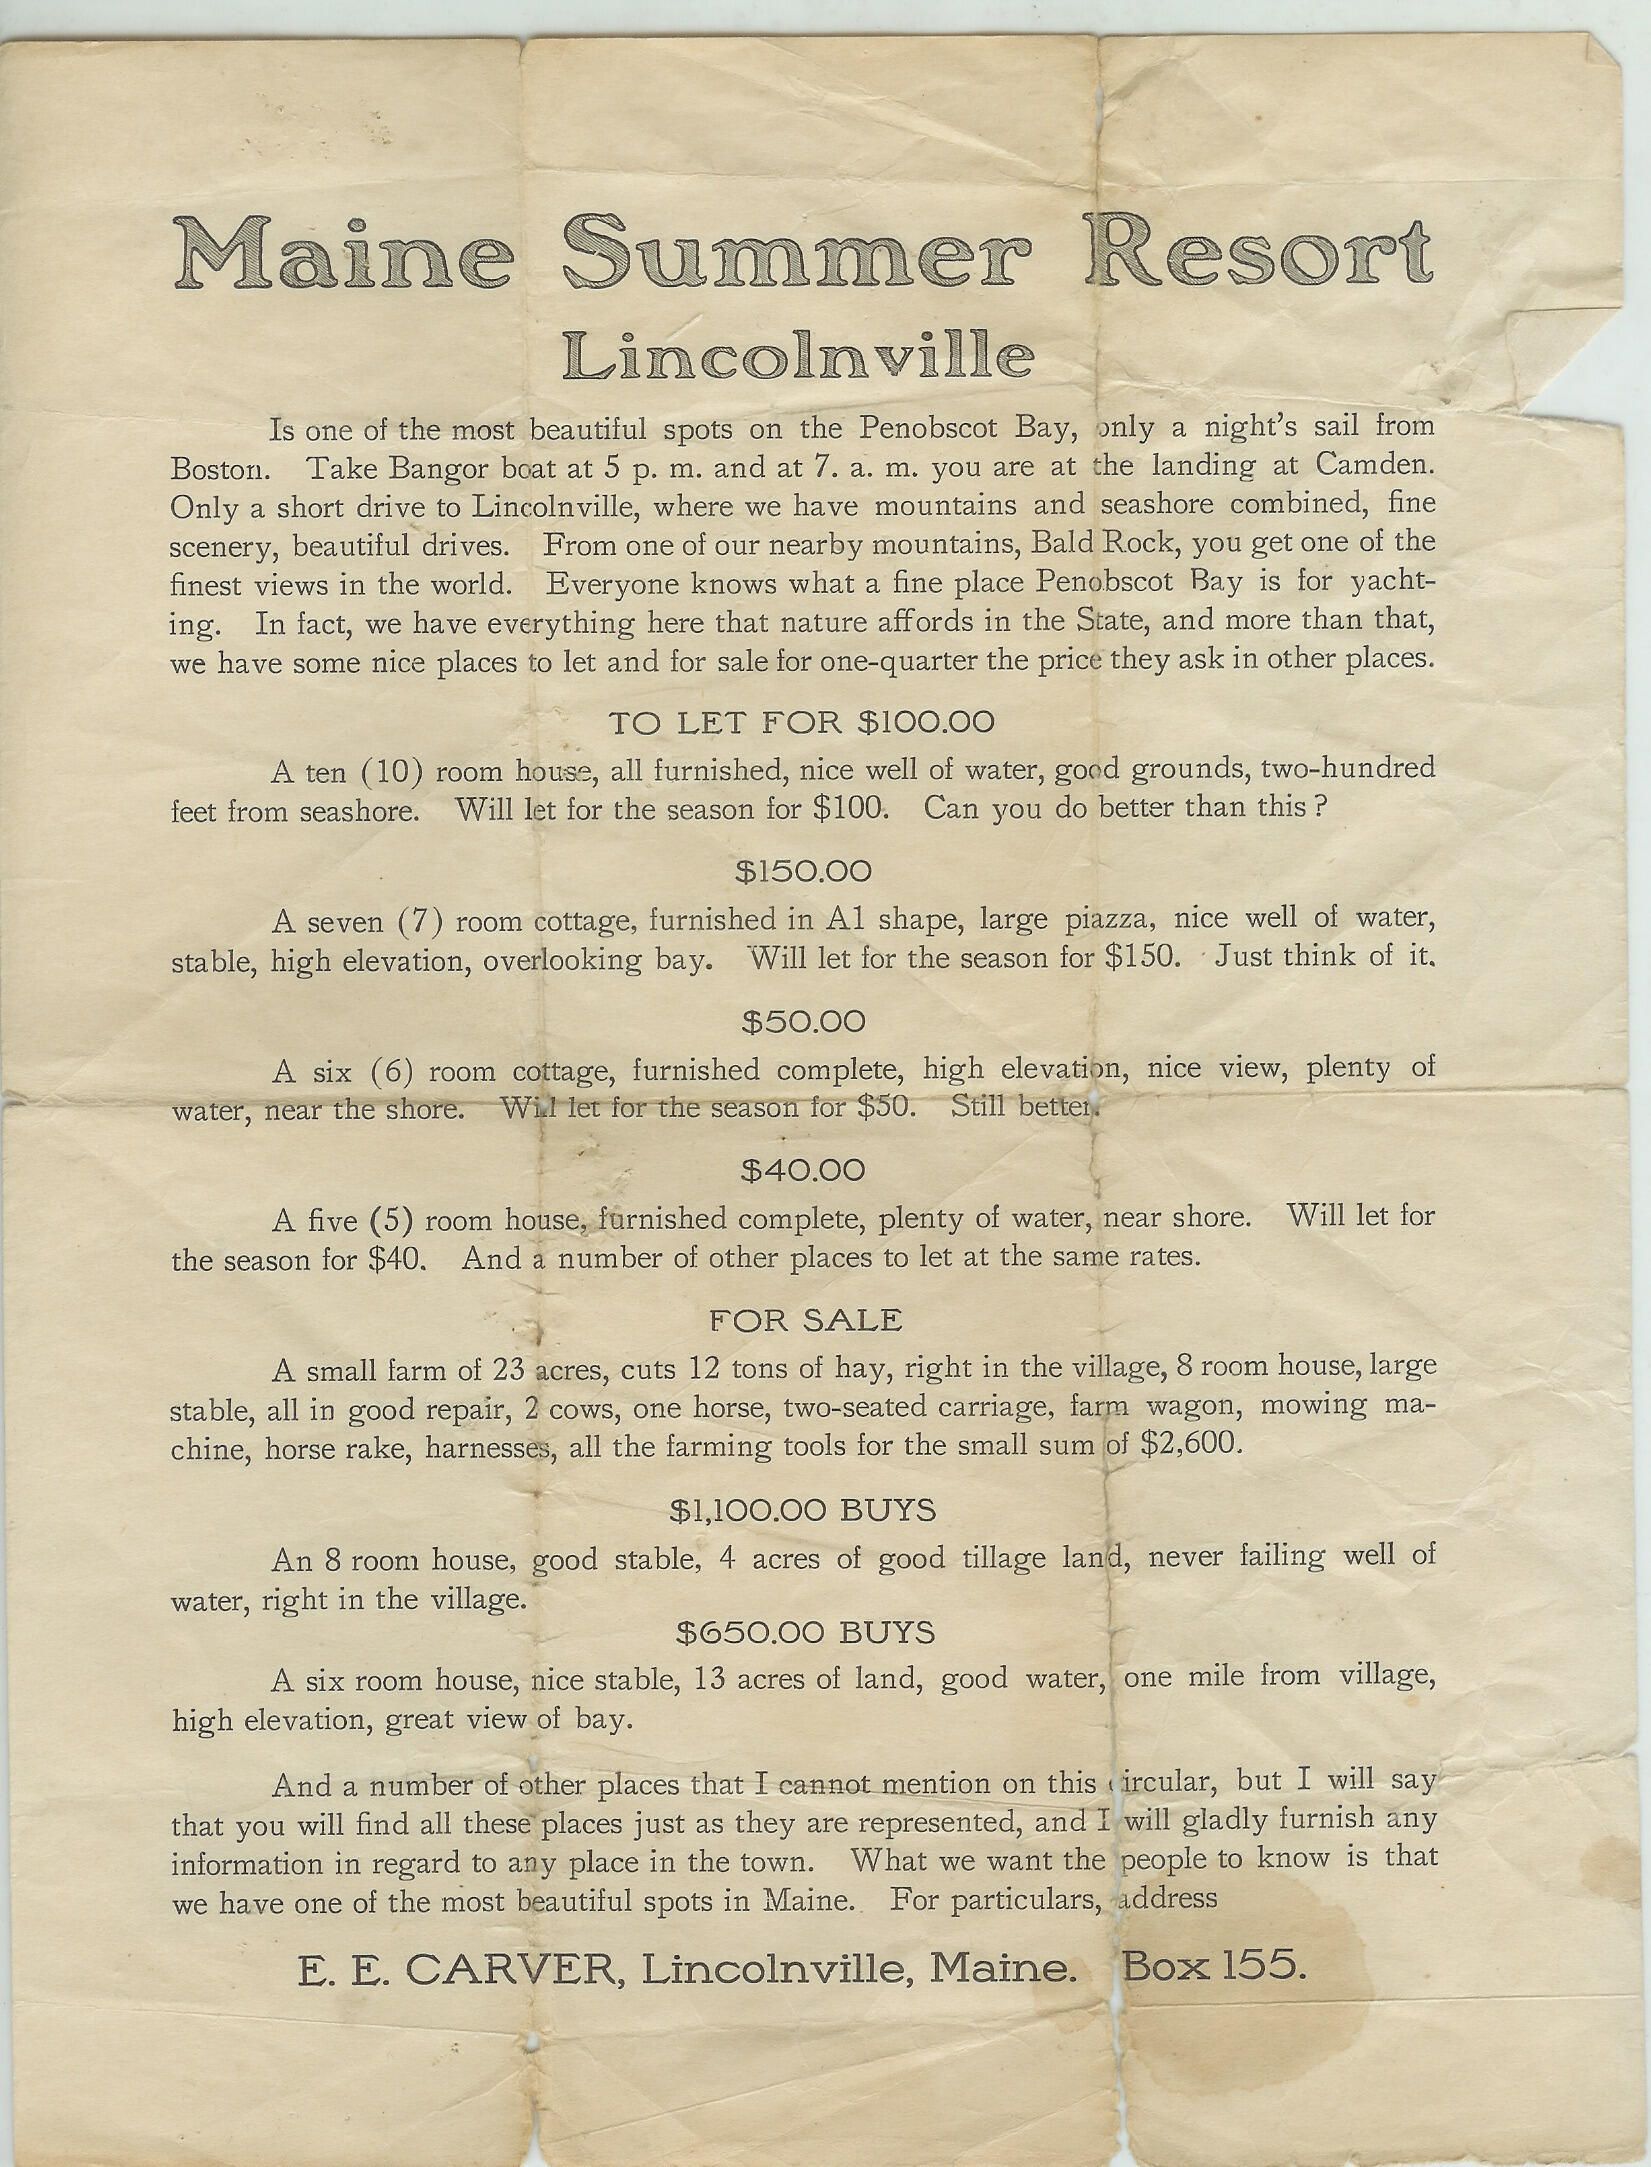 Maine Summer Resort
Lincolnville
Is one of the most beautiful spots on the Penobscot Bay, only a night's sail from
Boston. Take Bangor boat at 5 p. m. and at 7. a. m. you are at the landing at Camden.
Only a short drive to Lincolnville, where we have mountains and seashore combined, fine
scenery, beautiful drives. From one of our nearby mountains, Bald Rock, you get one of the
finest views in the world. Everyone knows what a fine place Penobscot Bay is for yacht-
ing. In fact, we have everything here that nature affords in the State, and more than that,
we have some nice places to let and for sale for one-quarter the price they ask in other places.
TO LET FOR $100.00
A ten (10) room house, all furnished, nice well of water, good grounds, two-hundred
feet from seashore. Will let for the season for $100. Can you do better than this?
$150.00
A seven (7) room cottage, furnished in A1 shape, large piazza, nice well of water,
stable, high elevation, overlooking bay. Will let for the season for $150. Just think of it.
$50.00
A six (6) room cottage, furnished complete, high elevation, nice view, plenty of
water, near the shore. Will let for the season for $50. Still better.
$40.00
A five (5) room house, furnished complete, plenty of water, near shore. Will let for
the season for $40. And a number of other places to let at the same rates.
FOR SALE
A small farm of 23 acres, cuts 12 tons of hay, right in the village, 8 room house, large
stable, all in good repair, 2 cows, one horse, two-seated carriage, farm wagon, mowing ma-
chine, horse rake, harnesses, all the farming tools for the small sum of $2,600.
$1,100.00 BUYS
An 8 room house, good stable, 4 acres of good tillage land, never failing well of
water, right in the village.
$650.00 BUYS
A six room house, nice stable, 13 acres of land, good water, one mile from village,
high elevation, great view of bay.
And a number of other places that I cannot mention on this circular, but I will say
that you will find all these places just as they are represented, and I will gladly furnish any
information in regard to any place in the town. What we want the people to know is that
we have one of the most beautiful spots in Maine. For particulars, address
E. E. CARVER, Lincolnville, Maine. Box 155.